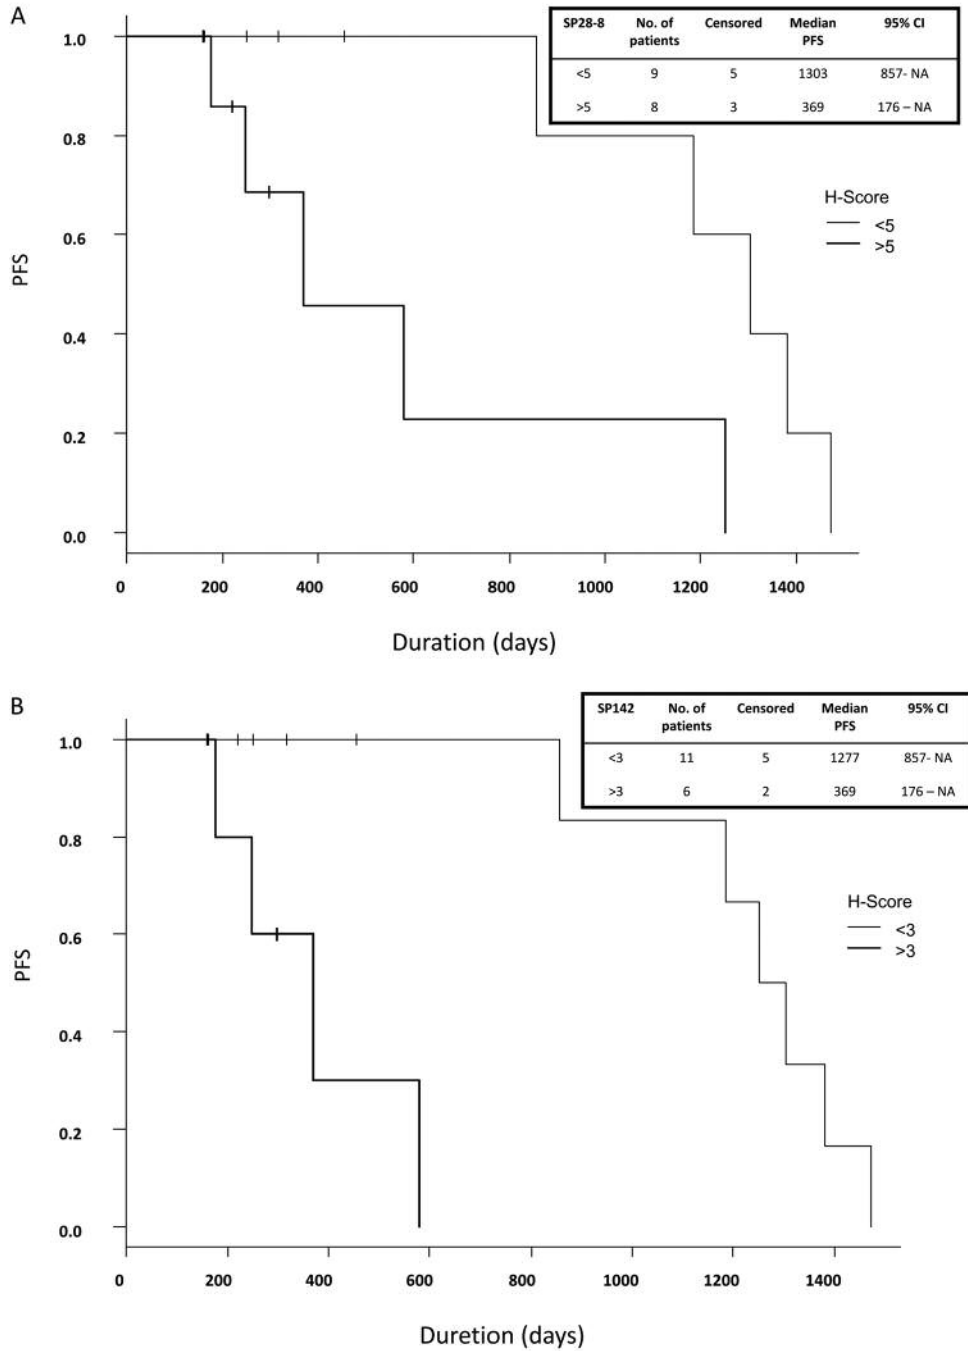 A
SP28-8 No. of patients Censored Median PFS 95% CI
<5 9 5 1303 857- NA
>5 8 3 369 176 – NA
H-Score
<5
>5
PFS
1.0
0.8
0.6
0.4
0.2
0.0
0 200 400 600 800 1000 1200 1400
Duration (days)
B
SP142 No. of patients Censored Median PFS 95% CI
<3 11 5 1277 857- NA
>3 6 2 369 176 – NA
H-Score
<3
>3
PFS
1.0
0.8
0.6
0.4
0.2
0.0
0 200 400 600 800 1000 1200 1400
Duretion (days)